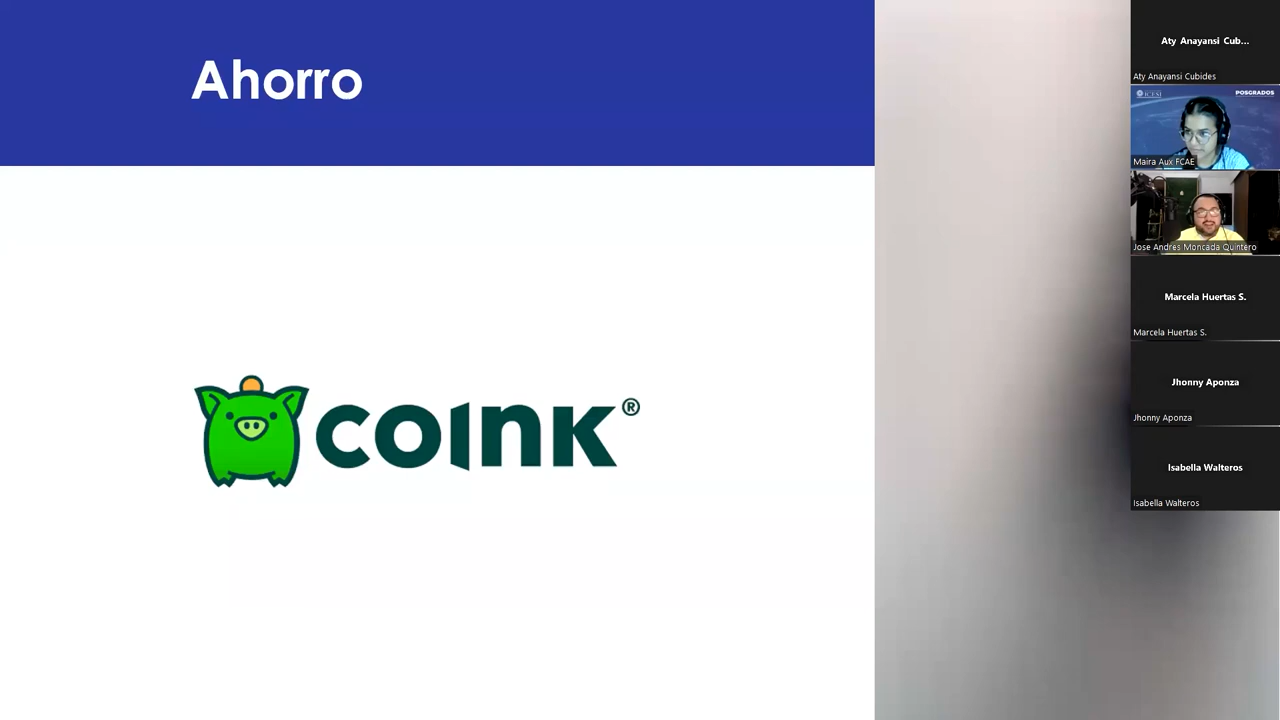 Ahorro
coink®
Aty Anayansi Cub...
Aty Anayansi Cubides
ICESI
POSGRADOS
Maira Aux FCAE
Jose Andres Moncada Quintero
Marcela Huertas S.
Marcela Huertas S.
Jhonny Aponza
Jhonny Aponza
Isabella Walteros
Isabella Walteros